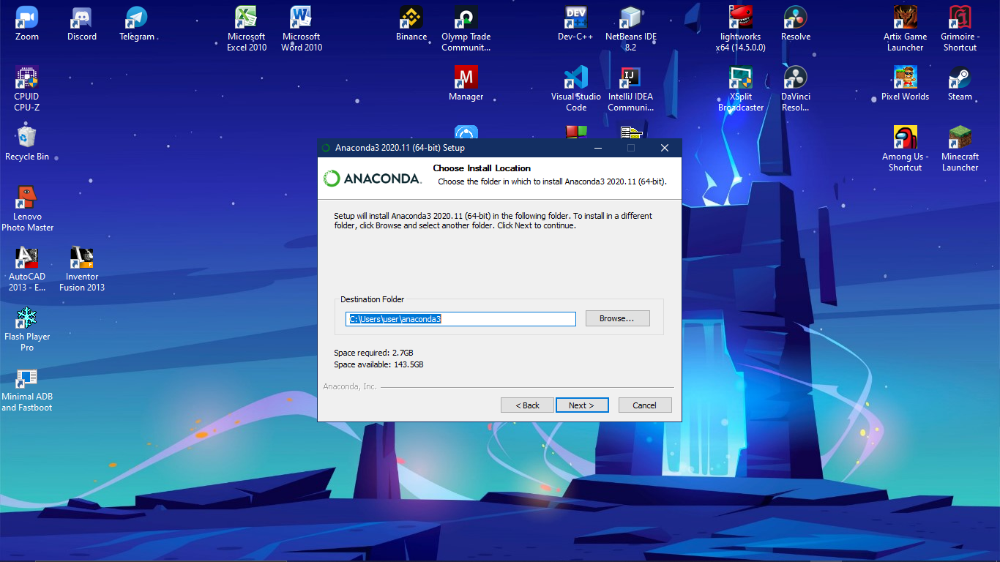 Zoom
Discord
Telegram
Microsoft
Excel 2010
Microsoft
Word 2010
Binance
Olymp Trade
Communit...
DEV
Dev-C++
NetBeans IDE
8.2
lightworks
x64 (14.5.0.0)
Resolve
Artix Game
Launcher
Grimoire -
Shortcut
CPUID
CPU-Z
M
Manager
Visual Studio
Code
IJ
IntelliJ IDEA
Communi...
XSplit
Broadcaster
DaVinci
Resol...
Pixel Worlds
Steam
Recycle Bin
Among Us -
Shortcut
Minecraft
Launcher
Lenovo
Photo Master
AutoCAD
2013 - E...
Inventor
Fusion 2013
Flash Player
Pro
Minimal ADB
and Fastboot
Anaconda3 2020.11 (64-bit) Setup
ANACONDA.
Choose Install Location
Choose the folder in which to install Anaconda3 2020.11 (64-bit).
Setup will install Anaconda3 2020.11 (64-bit) in the following folder. To install in a different
folder, click Browse and select another folder. Click Next to continue.
Destination Folder
C:\Users\user\anaconda3
Browse...
Space required: 2.7GB
Space available: 143.5GB
Anaconda, Inc.
< Back
Next >
Cancel